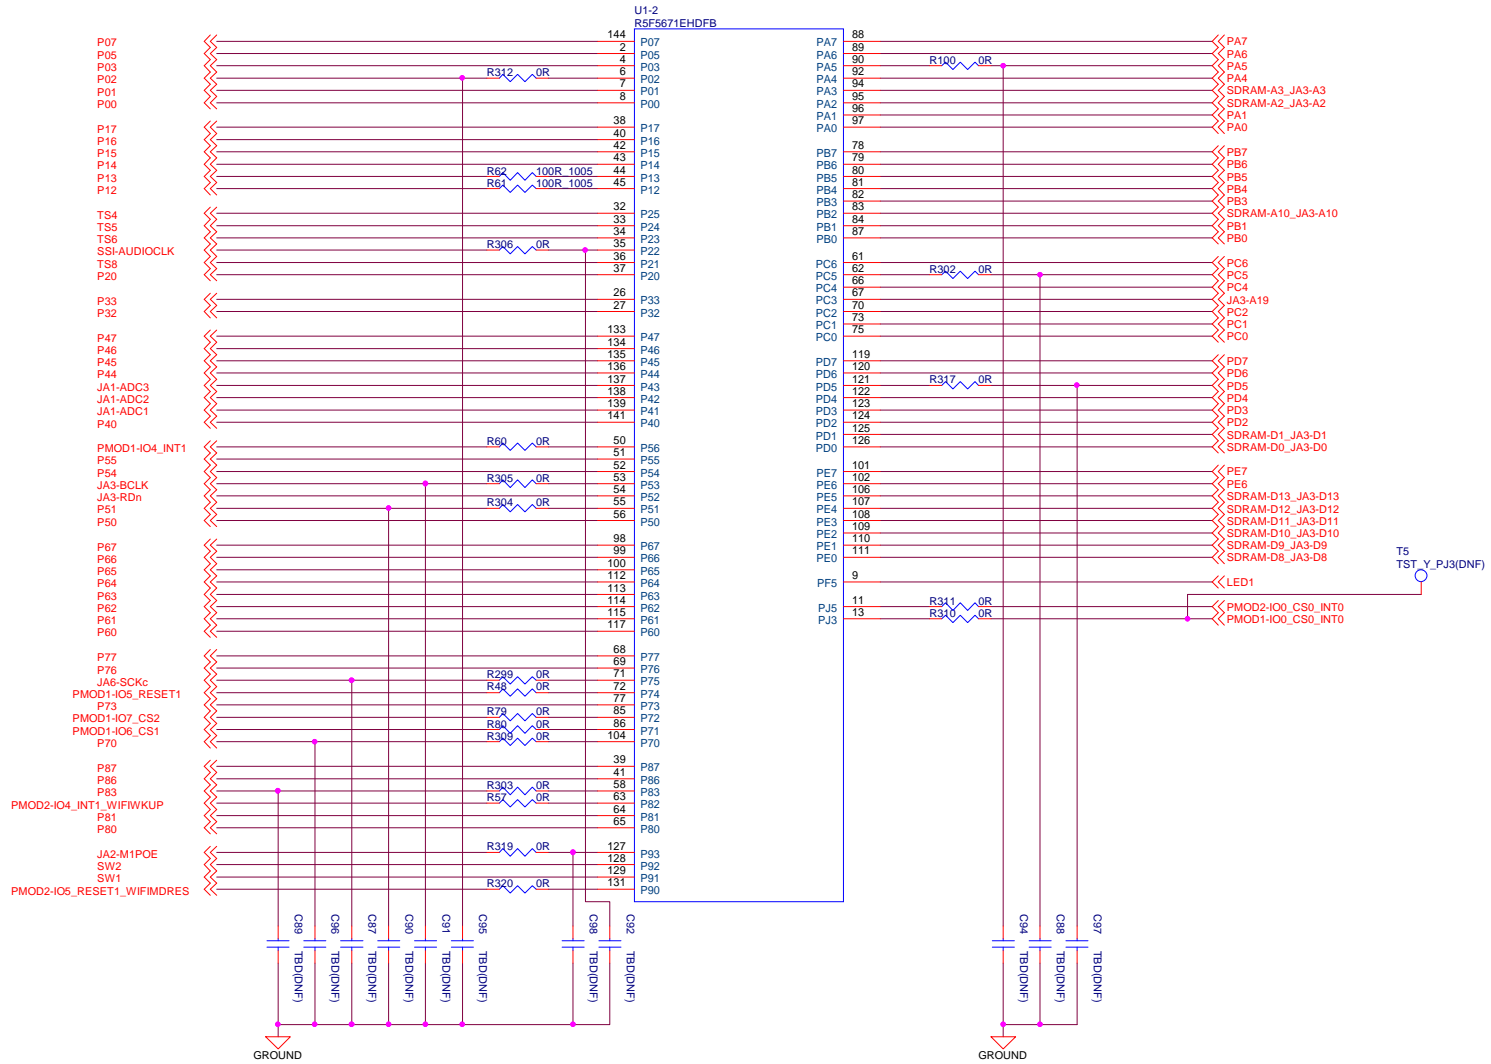 U1-2
R5F5671EHDFB
P07 144 P07
P05 2 P05
P03 4 P03
P02 R312 0R 6 P02
P01 7 P01
P00 8 P00
P17 38 P17
P16 40 P16
P15 42 P15
P14 43 P14
P13 R62 100R_1005 44 P13
P12 R61 100R_1005 45 P12
TS4 32 P25
TS5 33 P24
TS6 34 P23
SSI-AUDIOCLK R306 0R 35 P22
TS8 36 P21
P20 37 P20
P33 26 P33
P32 27 P32
P47 133 P47
P46 134 P46
P45 135 P45
P44 136 P44
JA1-ADC3 137 P43
JA1-ADC2 138 P42
JA1-ADC1 139 P41
P40 141 P40
PMOD1-IO4_INT1 R60 0R 50 P56
P55 51 P55
P54 52 P54
JA3-BCLK R305 0R 53 P53
JA3-RDn 54 P52
P51 R304 0R 55 P51
P50 56 P50
P67 98 P67
P66 99 P66
P65 100 P65
P64 112 P64
P63 113 P63
P62 114 P62
P61 115 P61
P60 117 P60
P77 68 P77
P76 69 P76
JA6-SCKc R299 0R 71 P75
PMOD1-IO5_RESET1 R48 0R 72 P74
P73 77 P73
PMOD1-IO7_CS2 R79 0R 85 P72
PMOD1-IO6_CS1 R80 0R 86 P71
P70 R309 0R 104 P70
P87 39 P87
P86 41 P86
P83 R303 0R 58 P83
PMOD2-IO4_INT1_WIFIWKUP R57 0R 63 P82
P81 64 P81
P80 65 P80
JA2-M1POE R319 0R 127 P93
SW2 128 P92
SW1 129 P91
PMOD2-IO5_RESET1_WIFIMDRES R320 0R 131 P90
PA7 88 PA7
PA6 89 PA6
PA5 90 R100 0R PA5
PA4 92 PA4
PA3 94 SDRAM-A3_JA3-A3
PA2 95 SDRAM-A2_JA3-A2
PA1 96 PA1
PA0 97 PA0
PB7 78 PB7
PB6 79 PB6
PB5 80 PB5
PB4 81 PB4
PB3 82 PB3
PB2 83 SDRAM-A10_JA3-A10
PB1 84 PB1
PB0 87 PB0
PC6 61 PC6
PC5 62 R302 0R PC5
PC4 66 PC4
PC3 67 JA3-A19
PC2 70 PC2
PC1 73 PC1
PC0 75 PC0
PD7 119 PD7
PD6 120 PD6
PD5 121 R317 0R PD5
PD4 122 PD4
PD3 123 PD3
PD2 124 PD2
PD1 125 SDRAM-D1_JA3-D1
PD0 126 SDRAM-D0_JA3-D0
PE7 101 PE7
PE6 102 PE6
PE5 106 SDRAM-D13_JA3-D13
PE4 107 SDRAM-D12_JA3-D12
PE3 108 SDRAM-D11_JA3-D11
PE2 109 SDRAM-D10_JA3-D10
PE1 110 SDRAM-D9_JA3-D9
PE0 111 SDRAM-D8_JA3-D8
PF5 9 LED1
PJ5 11 R311 0R PMOD2-IO0_CS0_INT0
PJ3 13 R310 0R PMOD1-IO0_CS0_INT0
T5
TST_Y_PJ3(DNF)
C89 TBD(DNF)
C96 TBD(DNF)
C87 TBD(DNF)
C90 TBD(DNF)
C91 TBD(DNF)
C95 TBD(DNF)
C98 TBD(DNF)
C92 TBD(DNF)
C94 TBD(DNF)
C88 TBD(DNF)
C97 TBD(DNF)
GROUND
GROUND